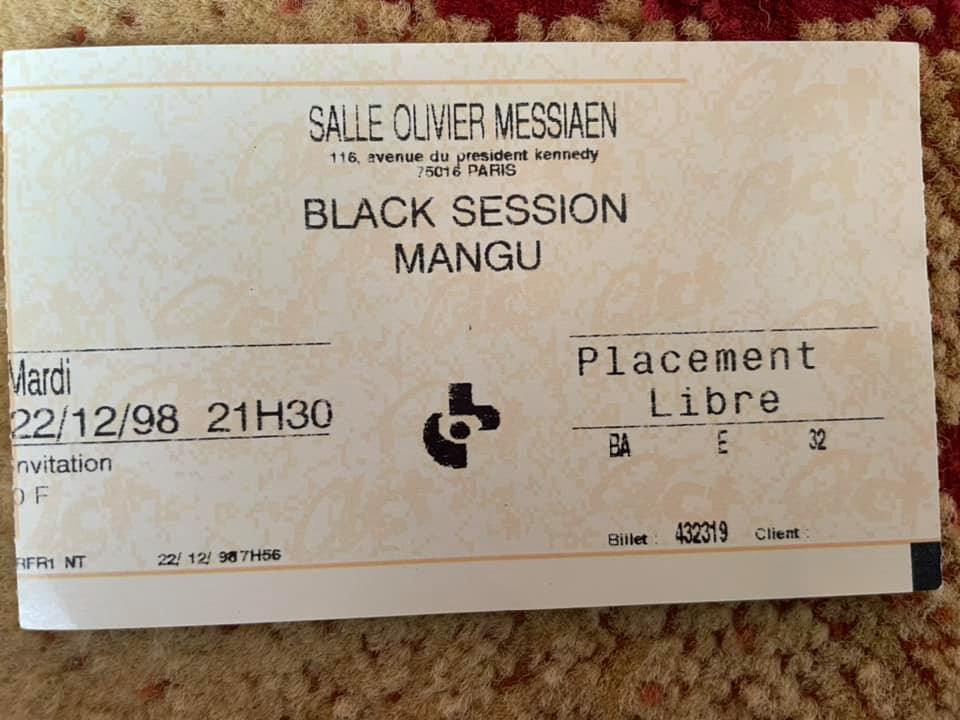 SALLE OLIVIER MESSIAEN
116, avenue du president kennedy
75016 PARIS
BLACK SESSION
MANGU
Mardi
22/12/98 21H30
nvitation
0 F
Placement
Libre
BA E 32
Billet : 432319 Client :
RFR1 NT 22/ 12/ 98 7H56